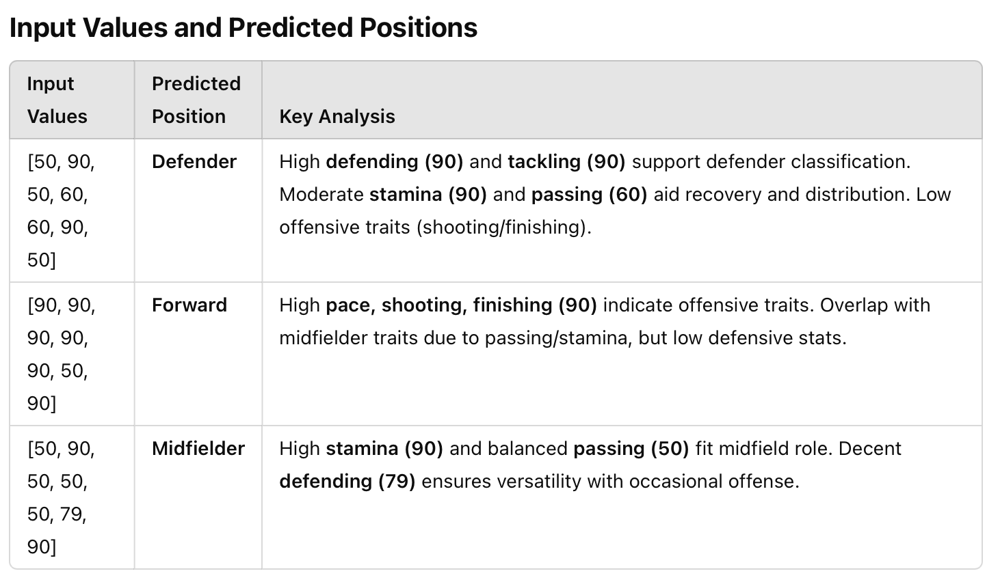 Input Values and Predicted Positions
Input
Values
Predicted
Position
Key Analysis
[50, 90,
50, 60,
60, 90,
50]
Defender
High defending (90) and tackling (90) support defender classification.
Moderate stamina (90) and passing (60) aid recovery and distribution. Low
offensive traits (shooting/finishing).
[90, 90,
90, 90,
90, 50,
90]
Forward
High pace, shooting, finishing (90) indicate offensive traits. Overlap with
midfielder traits due to passing/stamina, but low defensive stats.
[50, 90,
50, 50,
50, 79,
90]
Midfielder
High stamina (90) and balanced passing (50) fit midfield role. Decent
defending (79) ensures versatility with occasional offense.